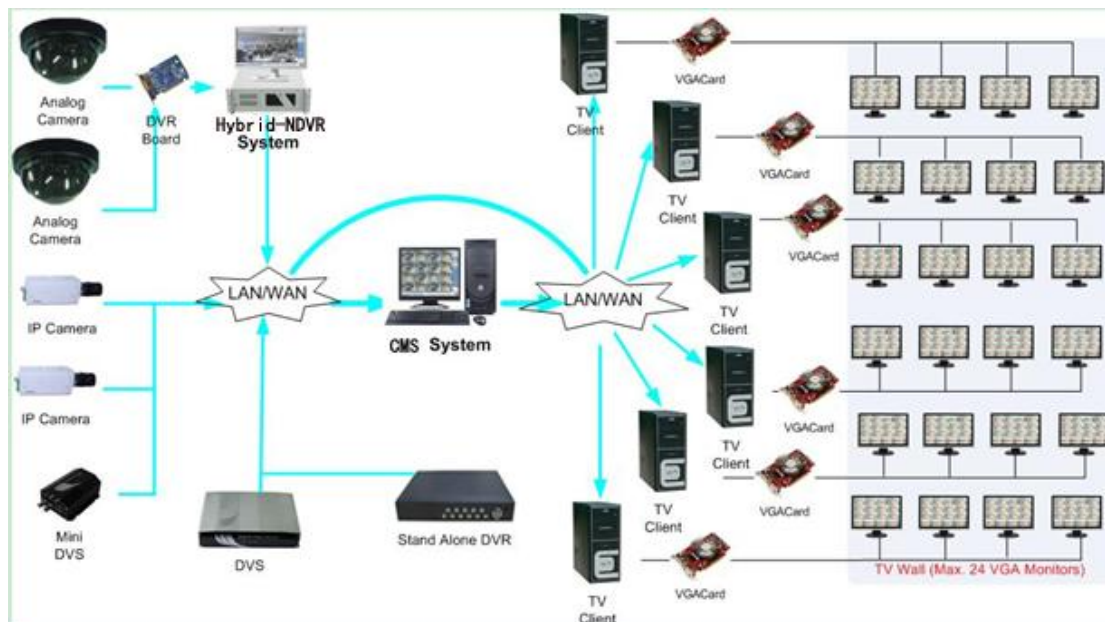 Analog
Camera
DVR
Board
Hybrid-NDVR
System
Analog
Camera
IP Camera
IP Camera
Mini
DVS
LAN/WAN
DVS
Stand Alone DVR
CMS System
LAN/WAN
TV
Client
VGACard
TV
Client
VGACard
TV
Client
VGACard
TV
Client
VGACard
TV
Client
VGACard
TV
Client
VGACard
TV Wall (Max. 24 VGA Monitors)